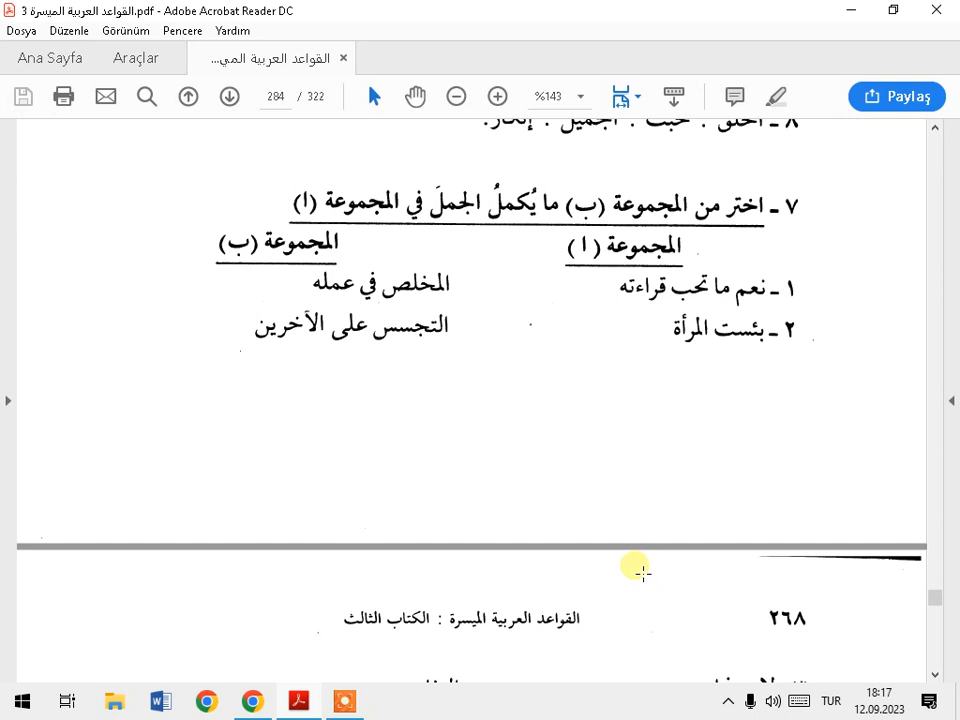 القواعد العربية الميسرة 3.pdf - Adobe Acrobat Reader DC
Dosya Düzenle Görünüm Pencere Yardım
Ana Sayfa Araçlar القواعد العربية المي... ×
284 / 322 %143 Paylaş
٧ ـ اختر من المجموعة (ب) ما يُكملُ الجملَ في المجموعة (ا)
المجموعة (ا) المجموعة (ب)
١ ـ نعم ما تحب قراءته المخلص في عمله
٢ ـ بئست المرأة التجسس على الآخرين
٢٦٨ القواعد العربية الميسرة : الكتاب الثالث
TUR 18:17
12.09.2023